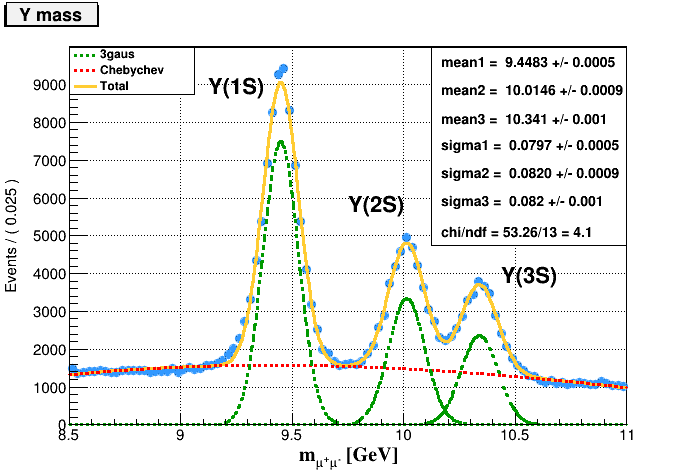 Y mass
3gaus
Chebychev
Total
mean1 = 9.4483 +/- 0.0005
mean2 = 10.0146 +/- 0.0009
mean3 = 10.341 +/- 0.001
sigma1 = 0.0797 +/- 0.0005
sigma2 = 0.0820 +/- 0.0009
sigma3 = 0.082 +/- 0.001
chi/ndf = 53.26/13 = 4.1
Y(1S)
Y(2S)
Y(3S)
Events / ( 0.025 )
9000
8000
7000
6000
5000
4000
3000
2000
1000
0
8.5 9 9.5 10 10.5 11
mμ+μ- [GeV]